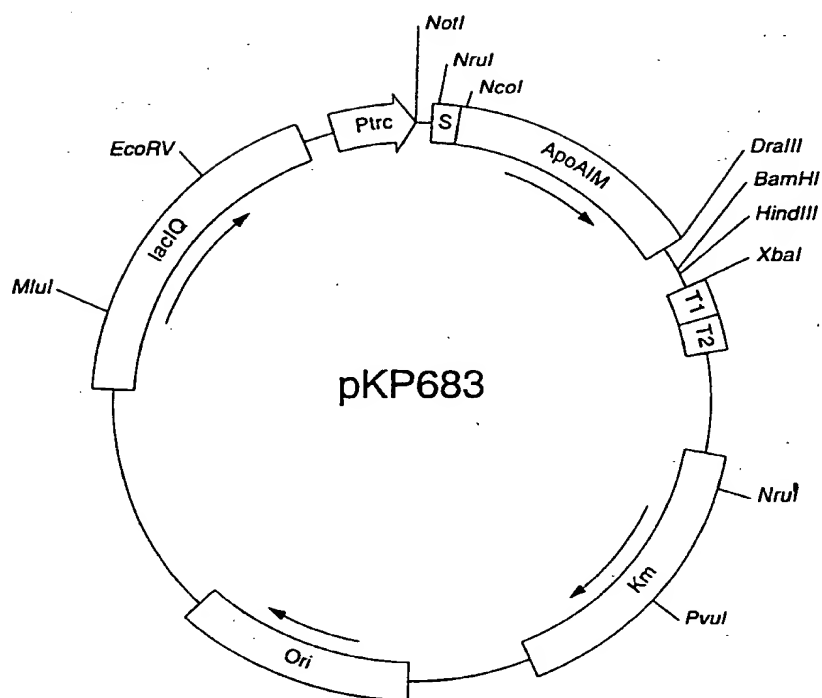 NotI
NruI
NcoI
Ptrc
S
ApoAIM
EcoRV
DraIII
BamHI
HindIII
XbaI
lacIQ
MluI
T1
T2
pKP683
NruI
Km
PvuI
Ori